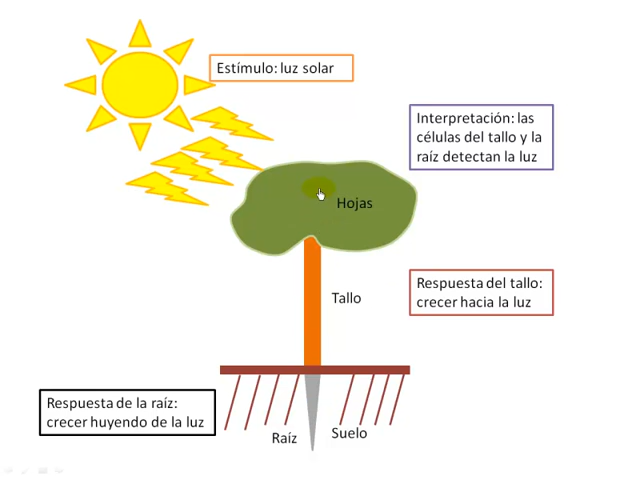 Estímulo: luz solar
Interpretación: las
células del tallo y la
raíz detectan la luz
Hojas
Respuesta del tallo:
crecer hacia la luz
Tallo
Respuesta de la raíz:
crecer huyendo de la luz
Raíz
Suelo